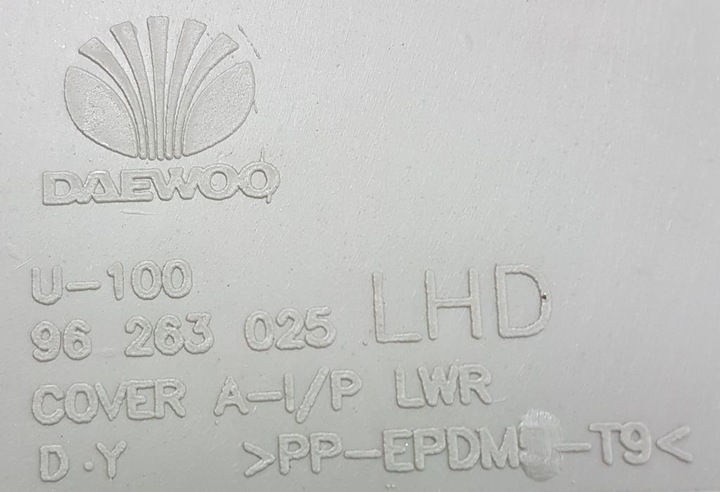 DAEWOO
U-100
96 263 025 LHD
COVER A-I/P LWR
D·Y >PP-EPDM -T9<